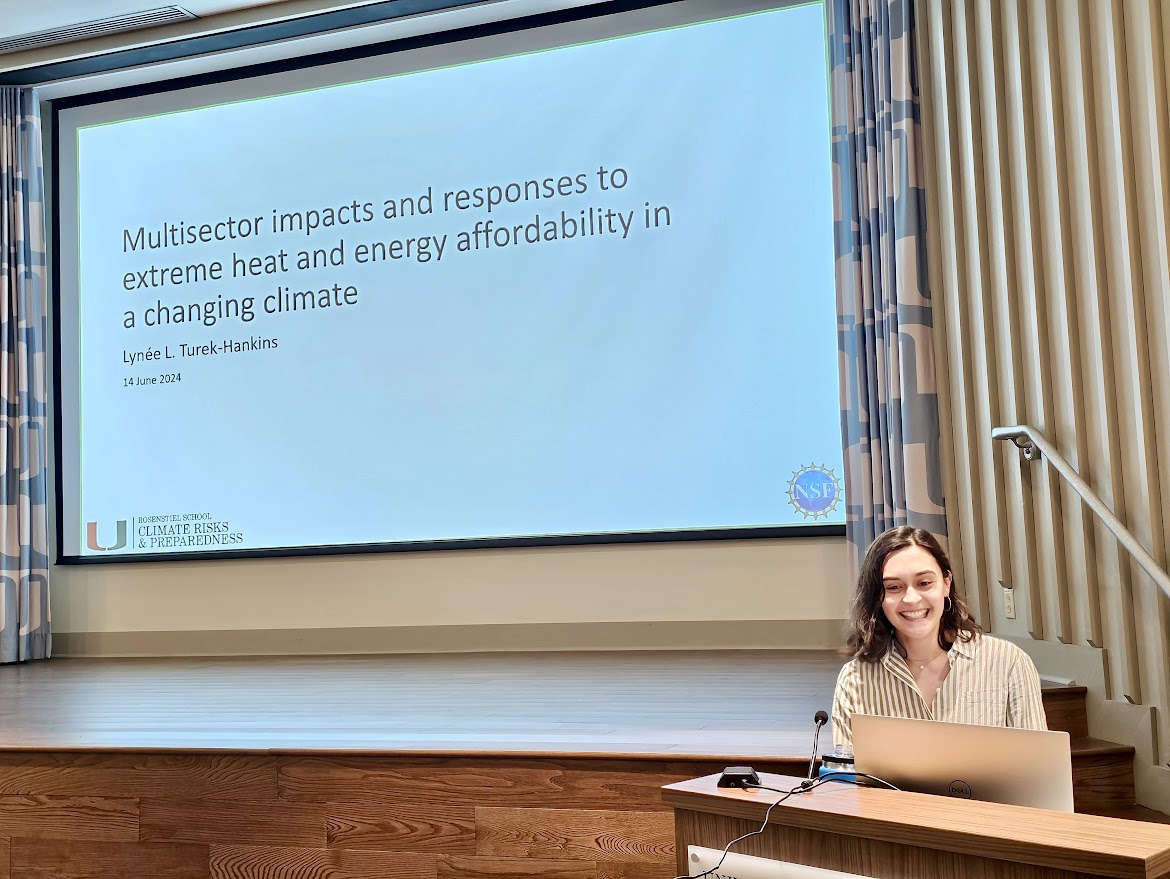 Multisector impacts and responses to
extreme heat and energy affordability in
a changing climate
Lynée L. Turek-Hankins
14 June 2024
U
ROSENSTIEL SCHOOL
CLIMATE RISKS
& PREPAREDNESS
NSF
DELL